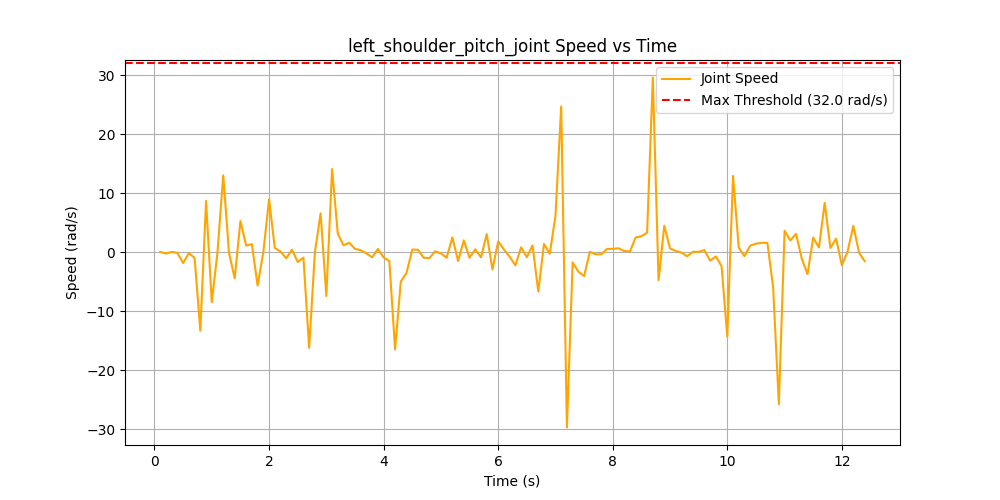 left_shoulder_pitch_joint Speed vs Time
Joint Speed
Max Threshold (32.0 rad/s)
Speed (rad/s)
30
20
10
0
−10
−20
−30
0 2 4 6 8 10 12
Time (s)